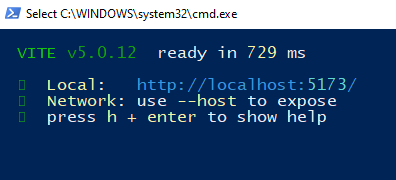 Select C:\WINDOWS\system32\cmd.exe
VITE v5.0.12 ready in 729 ms
Local: http://localhost:5173/
Network: use --host to expose
press h + enter to show help